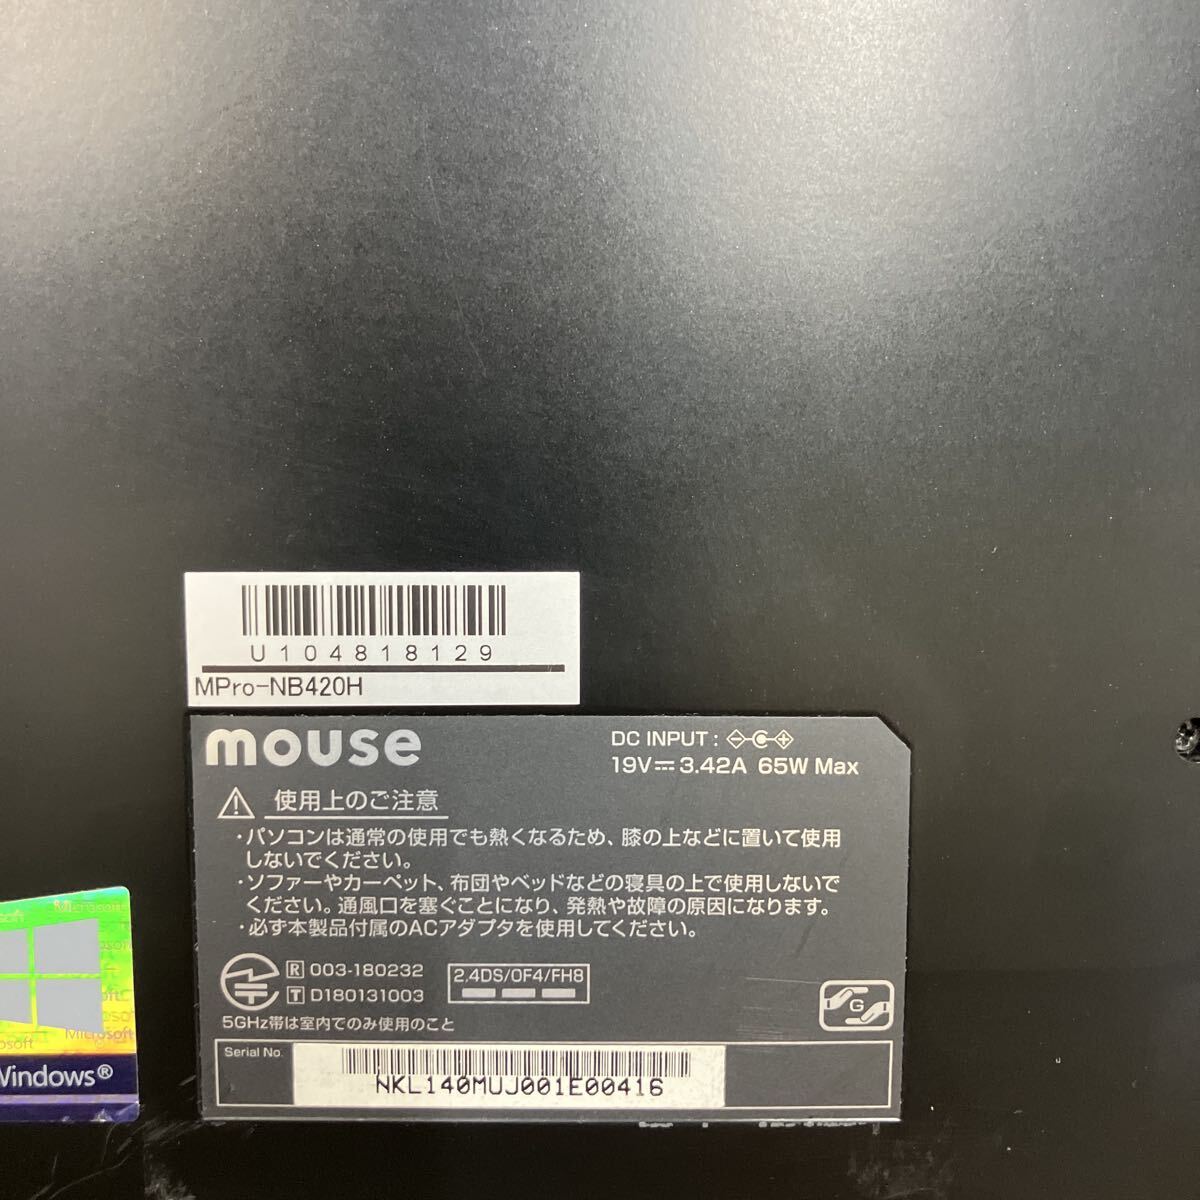 U104818129
MPro-NB420H
mouse
DC INPUT :
19V 3.42A 65W Max
使用上のご注意
・パソコンは通常の使用でも熱くなるため、膝の上などに置いて使用
しないでください。
・ソファーやカーペット、布団やベッドなどの寝具の上で使用しないで
ください。通風口を塞ぐことになり、発熱や故障の原因になります。
・必ず本製品付属のACアダプタを使用してください。
R 003-180232
T D180131003
2.4DS/OF4/FH8
5GHz帯は室内でのみ使用のこと
G
Serial No.
NKL140MUJ001E00416
Microsoft
Microsoft
Windows®